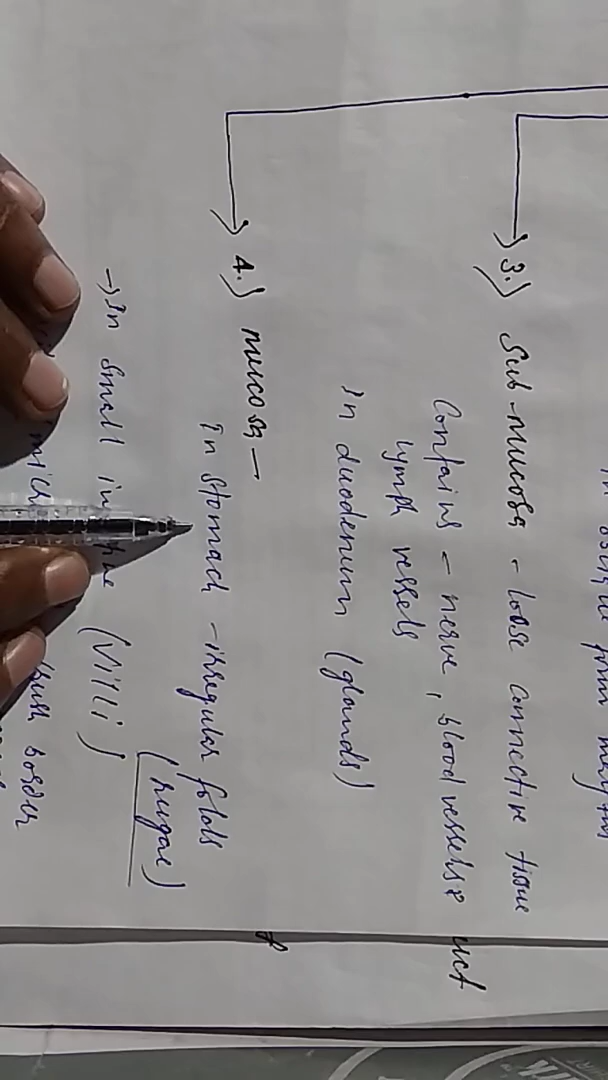 3.) Sub-mucosa - loose connective tissue
Contains - nerve, blood vessels &
lymph vessels
in duodenum (glands)
4.) mucosa -
in stomach - irregular folds
(rugae)
→ In small (villi)
brush border
uct